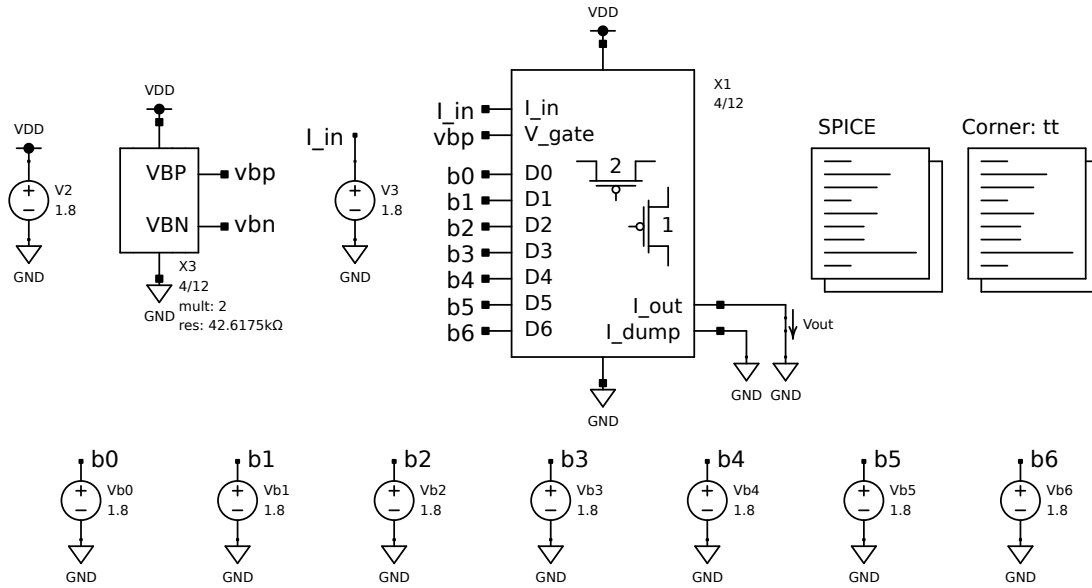 VDD
V2
1.8
GND
VDD
VBP
vbp
VBN
vbn
X3
4/12
GND
mult: 2
res: 42.6175kΩ
I_in
V3
1.8
GND
VDD
X1
4/12
I_in
I_in
vbp
V_gate
b0
D0
b1
D1
b2
D2
b3
D3
b4
D4
b5
D5
b6
D6
2
1
I_out
I_dump
Vout
GND
GND
GND
SPICE
Corner: tt
b0
Vb0
1.8
GND
b1
Vb1
1.8
GND
b2
Vb2
1.8
GND
b3
Vb3
1.8
GND
b4
Vb4
1.8
GND
b5
Vb5
1.8
GND
b6
Vb6
1.8
GND